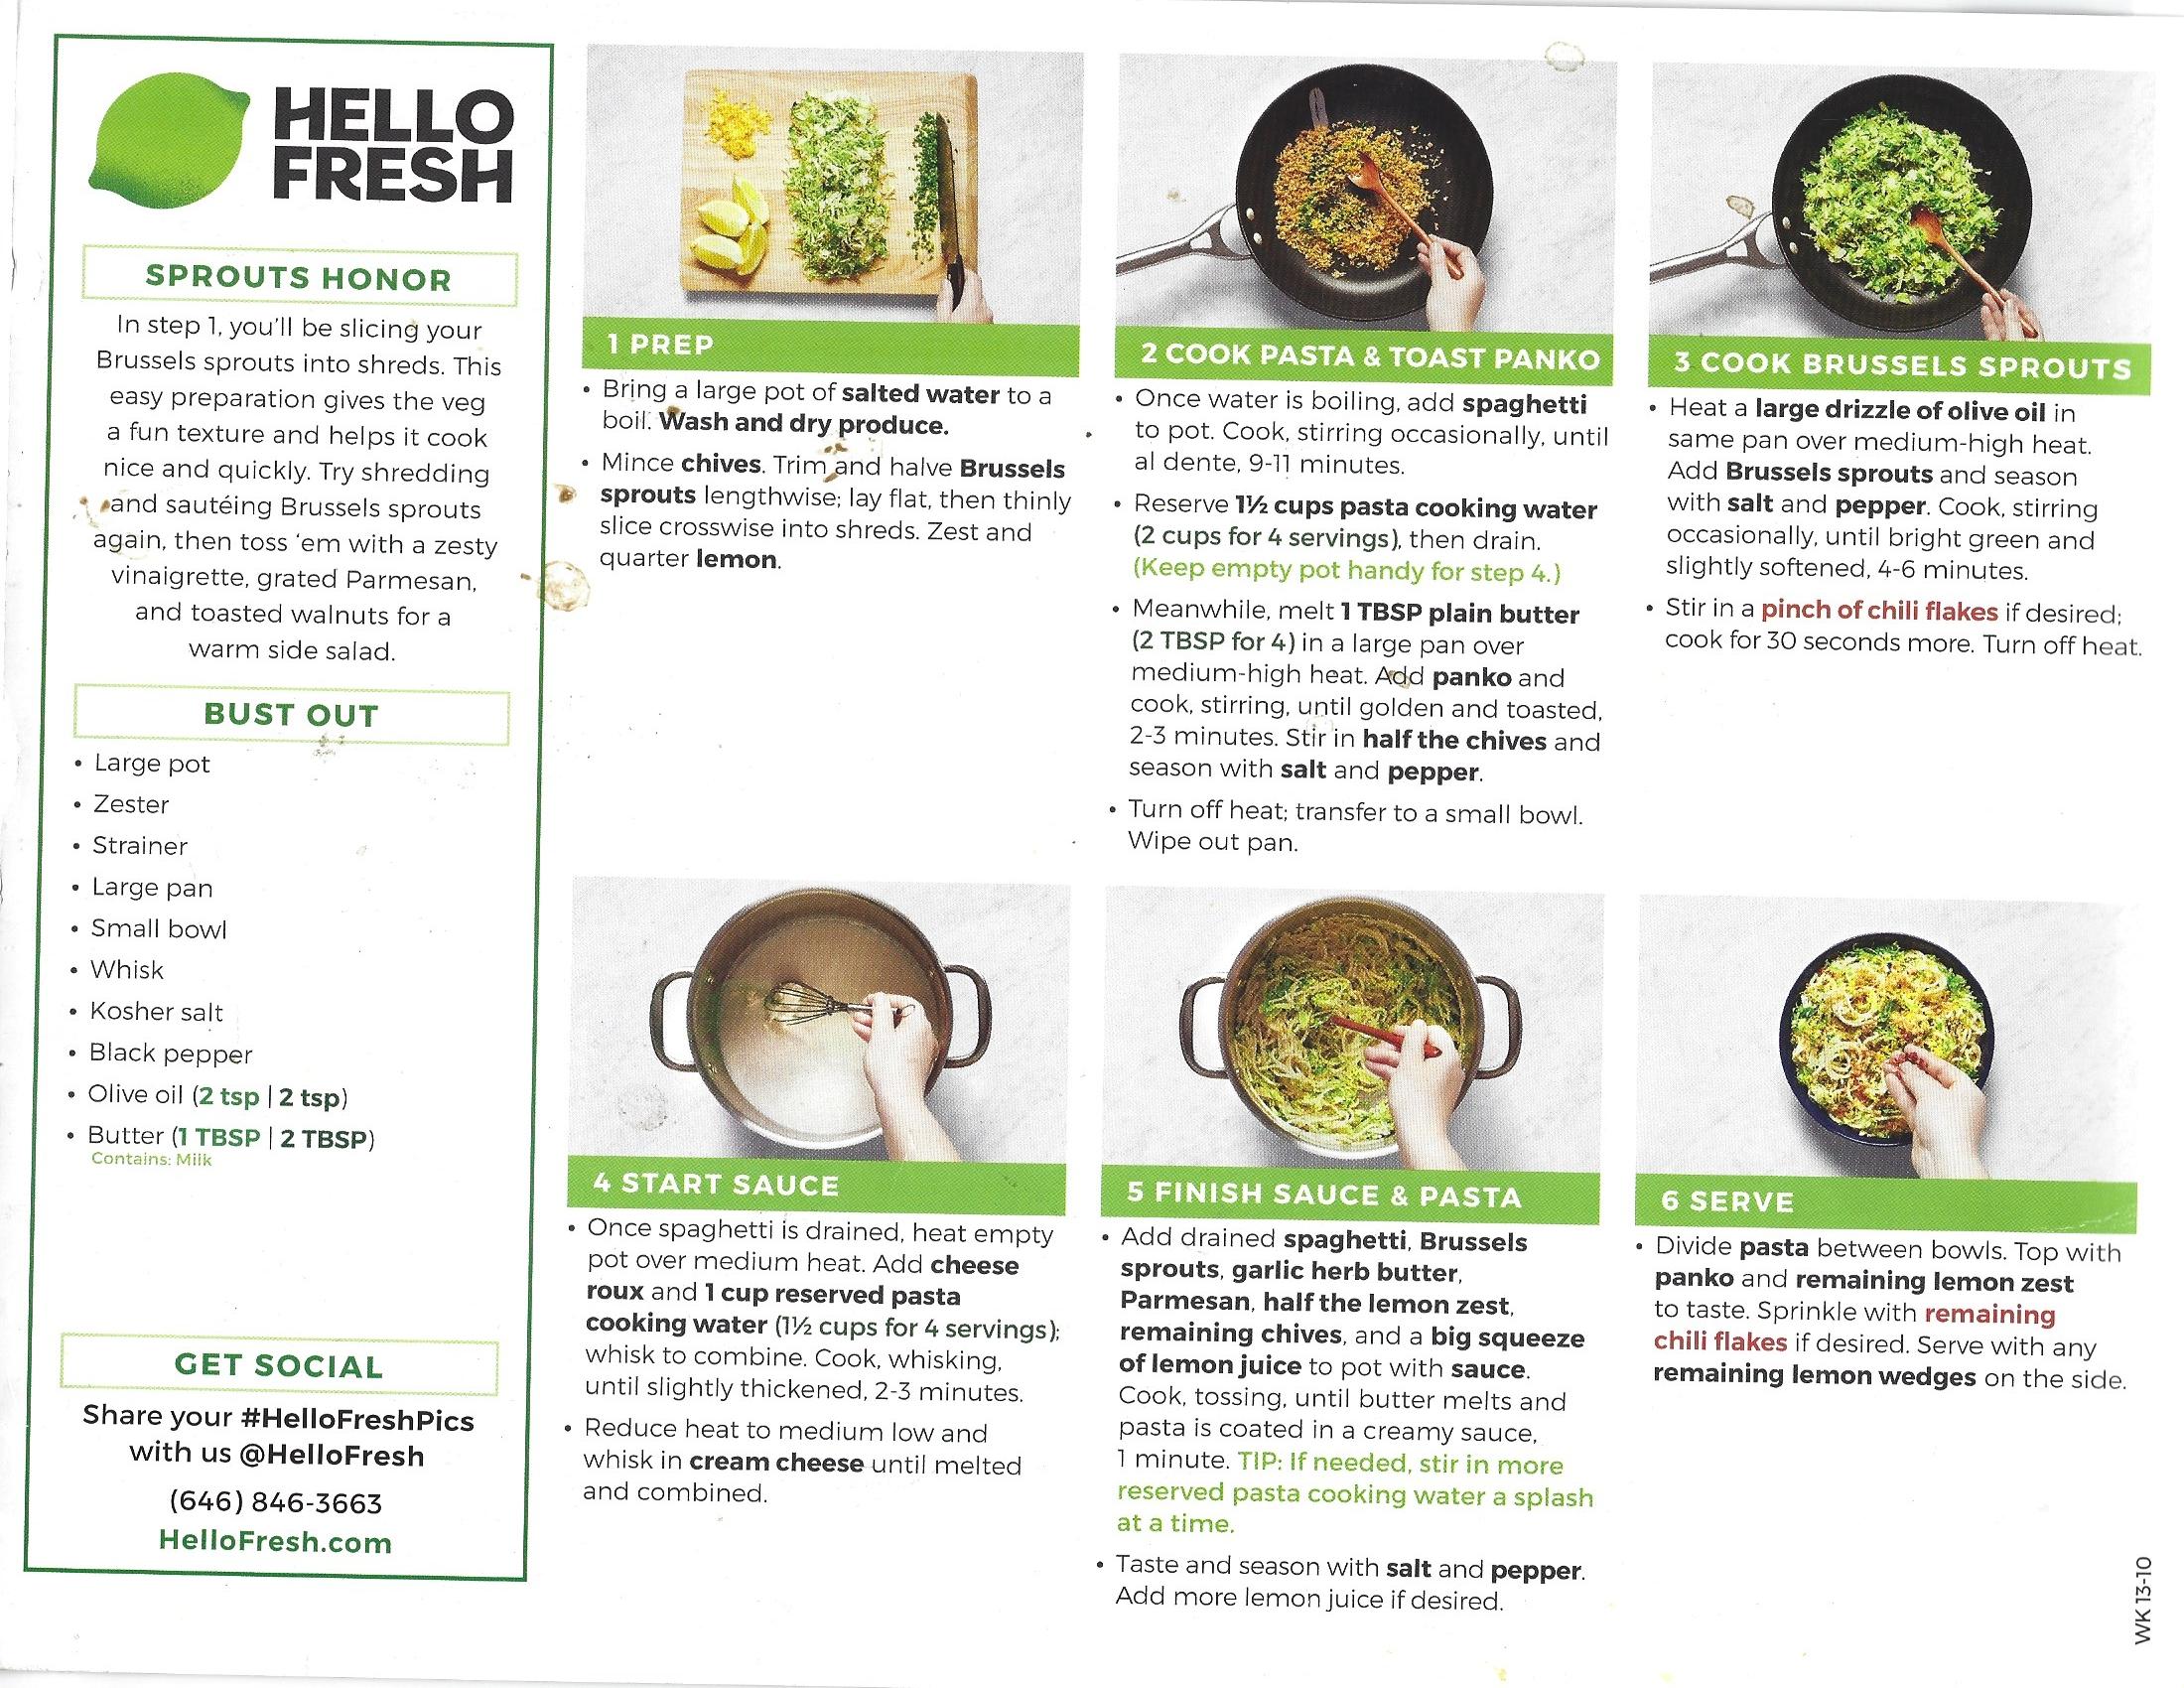 HELLO
FRESH
SPROUTS HONOR
In step 1, you'll be slicing your
Brussels sprouts into shreds. This
easy preparation gives the veg
a fun texture and helps it cook
nice and quickly. Try shredding
and sautéing Brussels sprouts
again, then toss 'em with a zesty
vinaigrette, grated Parmesan,
and toasted walnuts for a
warm side salad.
BUST OUT
• Large pot
• Zester
• Strainer
• Large pan
• Small bowl
• Whisk
• Kosher salt
• Black pepper
• Olive oil (2 tsp | 2 tsp)
• Butter (1 TBSP | 2 TBSP)
Contains: Milk
GET SOCIAL
Share your #HelloFreshPics
with us @HelloFresh
(646) 846-3663
HelloFresh.com
1 PREP
• Bring a large pot of salted water to a
boil. Wash and dry produce.
• Mince chives. Trim and halve Brussels
sprouts lengthwise; lay flat, then thinly
slice crosswise into shreds. Zest and
quarter lemon.
2 COOK PASTA & TOAST PANKO
• Once water is boiling, add spaghetti
to pot. Cook, stirring occasionally, until
al dente, 9-11 minutes.
• Reserve 1½ cups pasta cooking water
(2 cups for 4 servings), then drain.
(Keep empty pot handy for step 4.)
• Meanwhile, melt 1 TBSP plain butter
(2 TBSP for 4) in a large pan over
medium-high heat. Add panko and
cook, stirring, until golden and toasted,
2-3 minutes. Stir in half the chives and
season with salt and pepper.
• Turn off heat; transfer to a small bowl.
Wipe out pan.
3 COOK BRUSSELS SPROUTS
• Heat a large drizzle of olive oil in
same pan over medium-high heat.
Add Brussels sprouts and season
with salt and pepper. Cook, stirring
occasionally, until bright green and
slightly softened, 4-6 minutes.
• Stir in a pinch of chili flakes if desired;
cook for 30 seconds more. Turn off heat.
4 START SAUCE
• Once spaghetti is drained, heat empty
pot over medium heat. Add cheese
roux and 1 cup reserved pasta
cooking water (1½ cups for 4 servings);
whisk to combine. Cook, whisking,
until slightly thickened, 2-3 minutes.
• Reduce heat to medium low and
whisk in cream cheese until melted
and combined.
5 FINISH SAUCE & PASTA
• Add drained spaghetti, Brussels
sprouts, garlic herb butter,
Parmesan, half the lemon zest,
remaining chives, and a big squeeze
of lemon juice to pot with sauce.
Cook, tossing, until butter melts and
pasta is coated in a creamy sauce,
1 minute. TIP: If needed, stir in more
reserved pasta cooking water a splash
at a time.
• Taste and season with salt and pepper.
Add more lemon juice if desired.
6 SERVE
• Divide pasta between bowls. Top with
panko and remaining lemon zest
to taste. Sprinkle with remaining
chili flakes if desired. Serve with any
remaining lemon wedges on the side.
WK 13-10